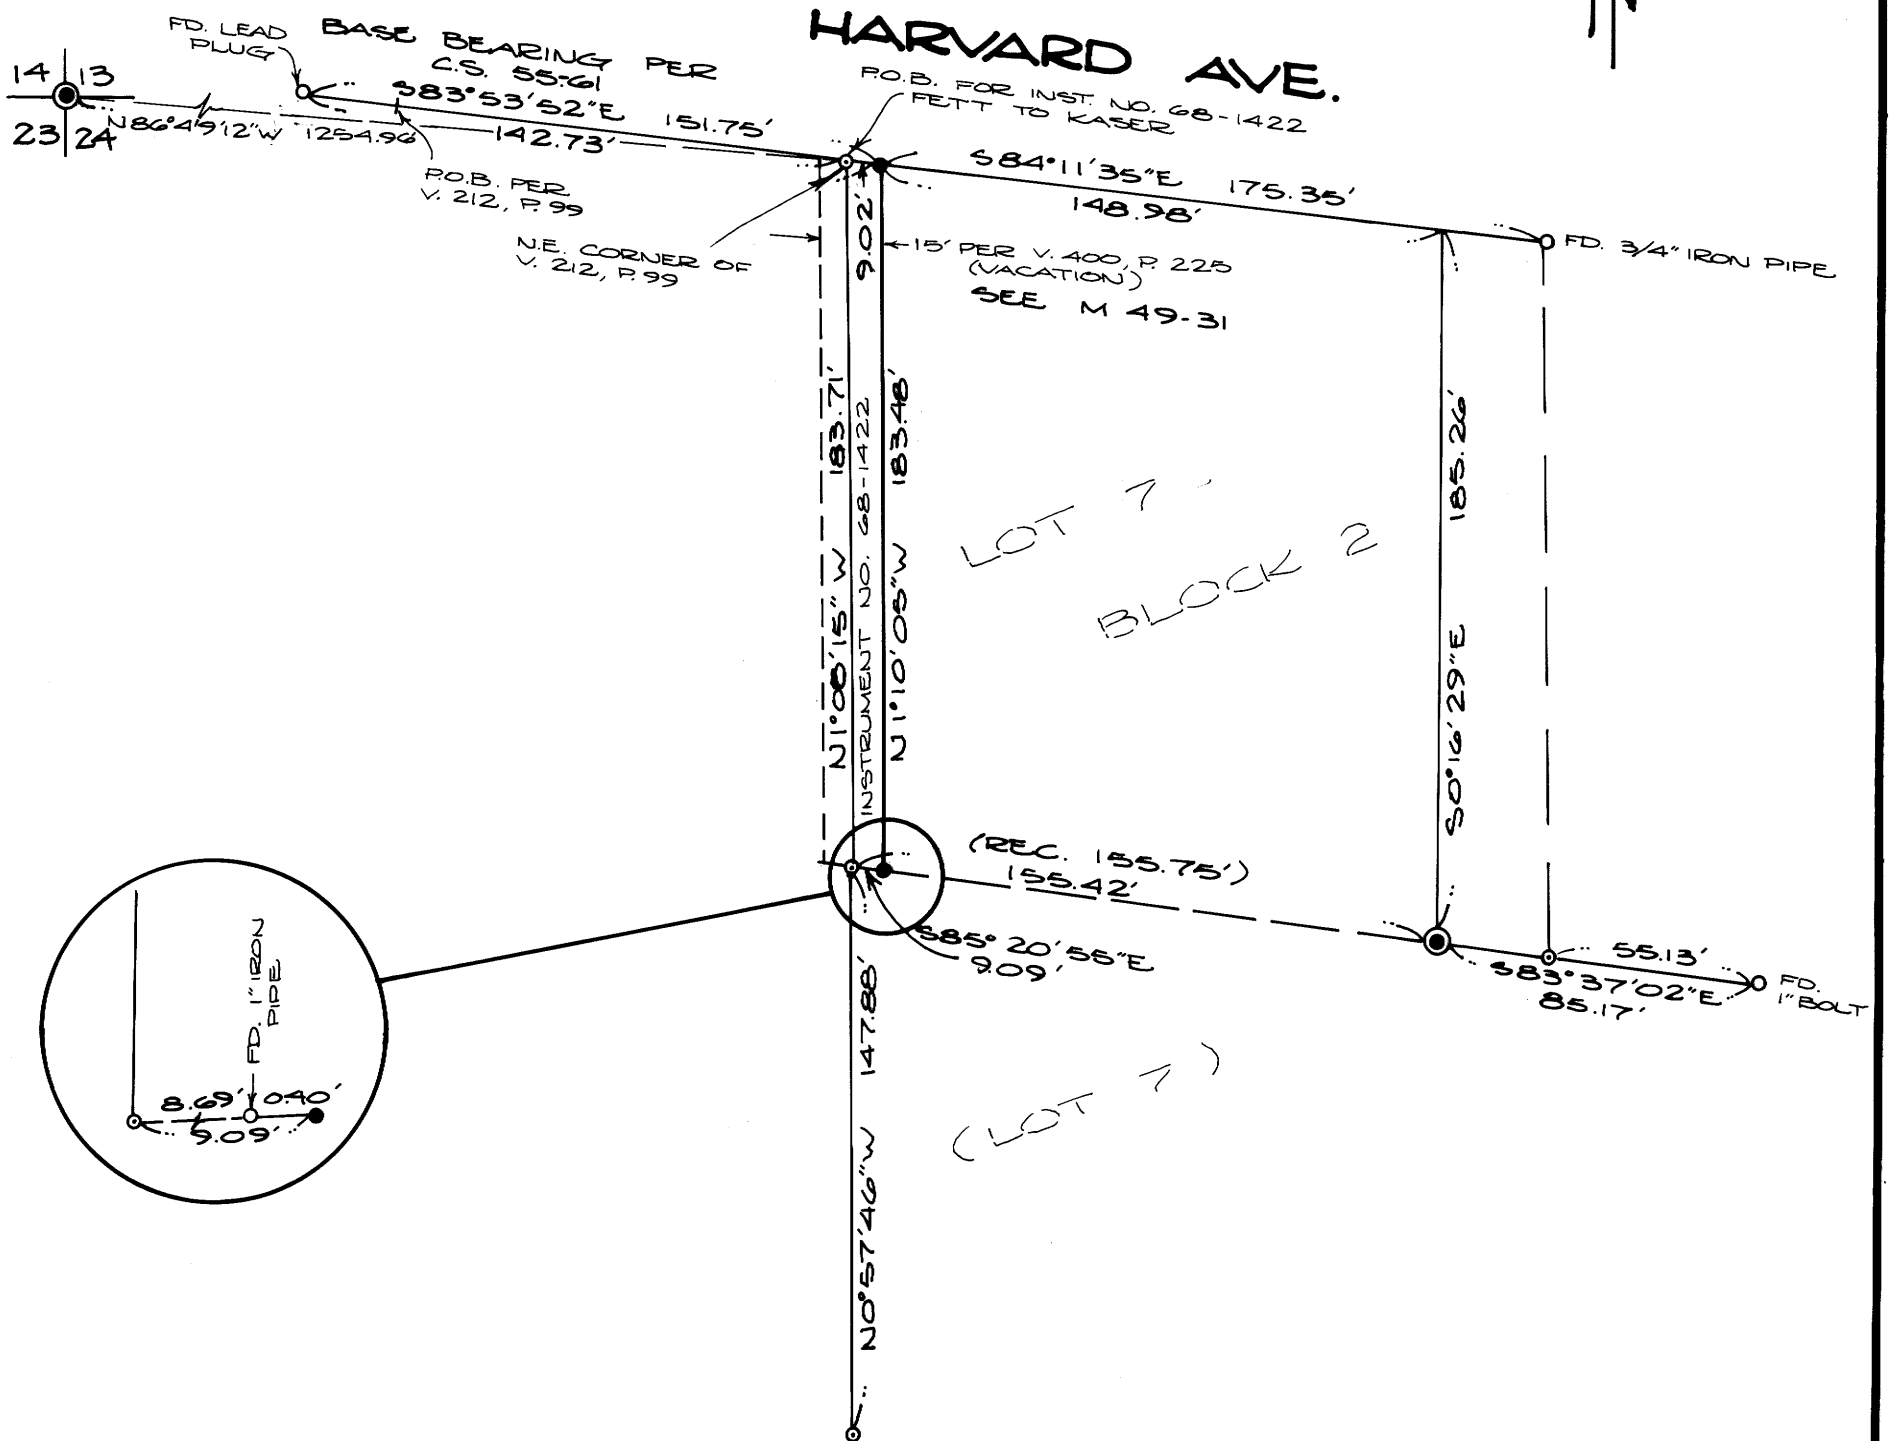 HARVARD AVE.
FD. LEAD
PLUG
BASE BEARING PER
C.S. 55-61
S83°53'52"E 151.75'
142.73'
14 13
23 24
N86°49'12"W 1254.96
P.O.B. PER
V. 212, P. 99
P.O.B. FOR INST. NO. 68-1422
FETT TO KASER
S84°11'35"E 175.35'
148.98'
FD. 3/4" IRON PIPE
N.E. CORNER OF
V. 212, P. 99
9.02'
15' PER V. 400, P. 225
(VACATION)
SEE M 49-31
N1°08'15"W 183.71'
INSTRUMENT NO. 68-1422
N1°10'05"W 183.48'
LOT 7
BLOCK 2
S0°16'29"E 185.26'
(REC. 155.75')
155.42'
S85°20'55"E
9.09'
55.13'
S83°37'02"E
85.17'
FD.
1" BOLT
FD. 1" IRON
PIPE
8.69' 0.40'
9.09'
N0°57'46"W 147.88'
(LOT 7)